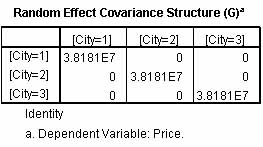 Random Effect Covariance Structure (G)a
[City=1] [City=2] [City=3]
[City=1] 3.8181E7 0 0
[City=2] 0 3.8181E7 0
[City=3] 0 0 3.8181E7
Identity
a. Dependent Variable: Price.